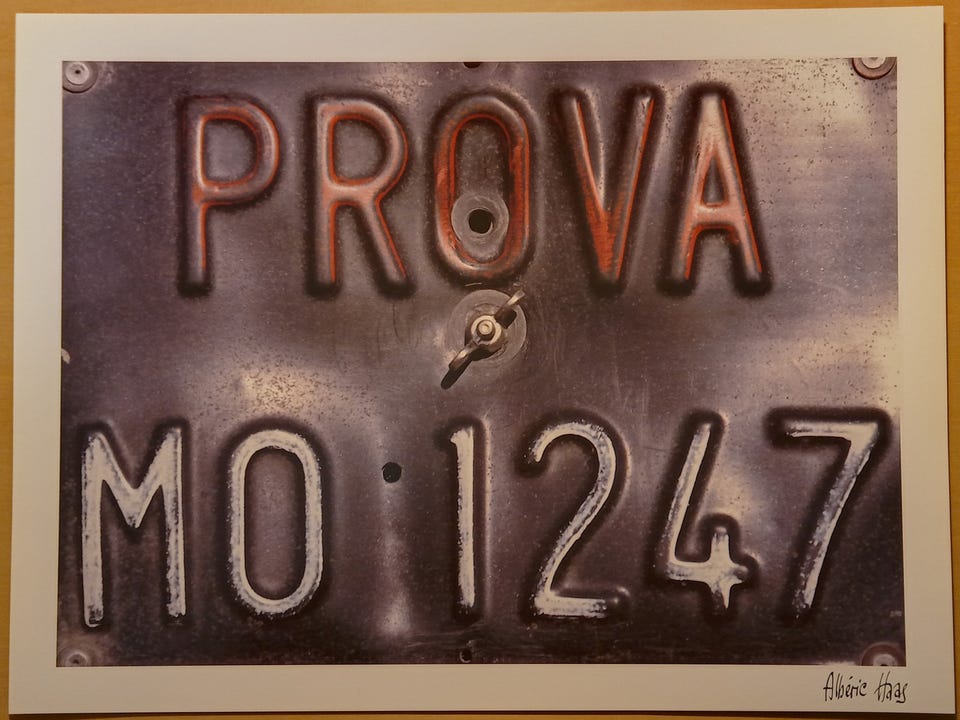 PROVA
MO 1247
Albéric Haas